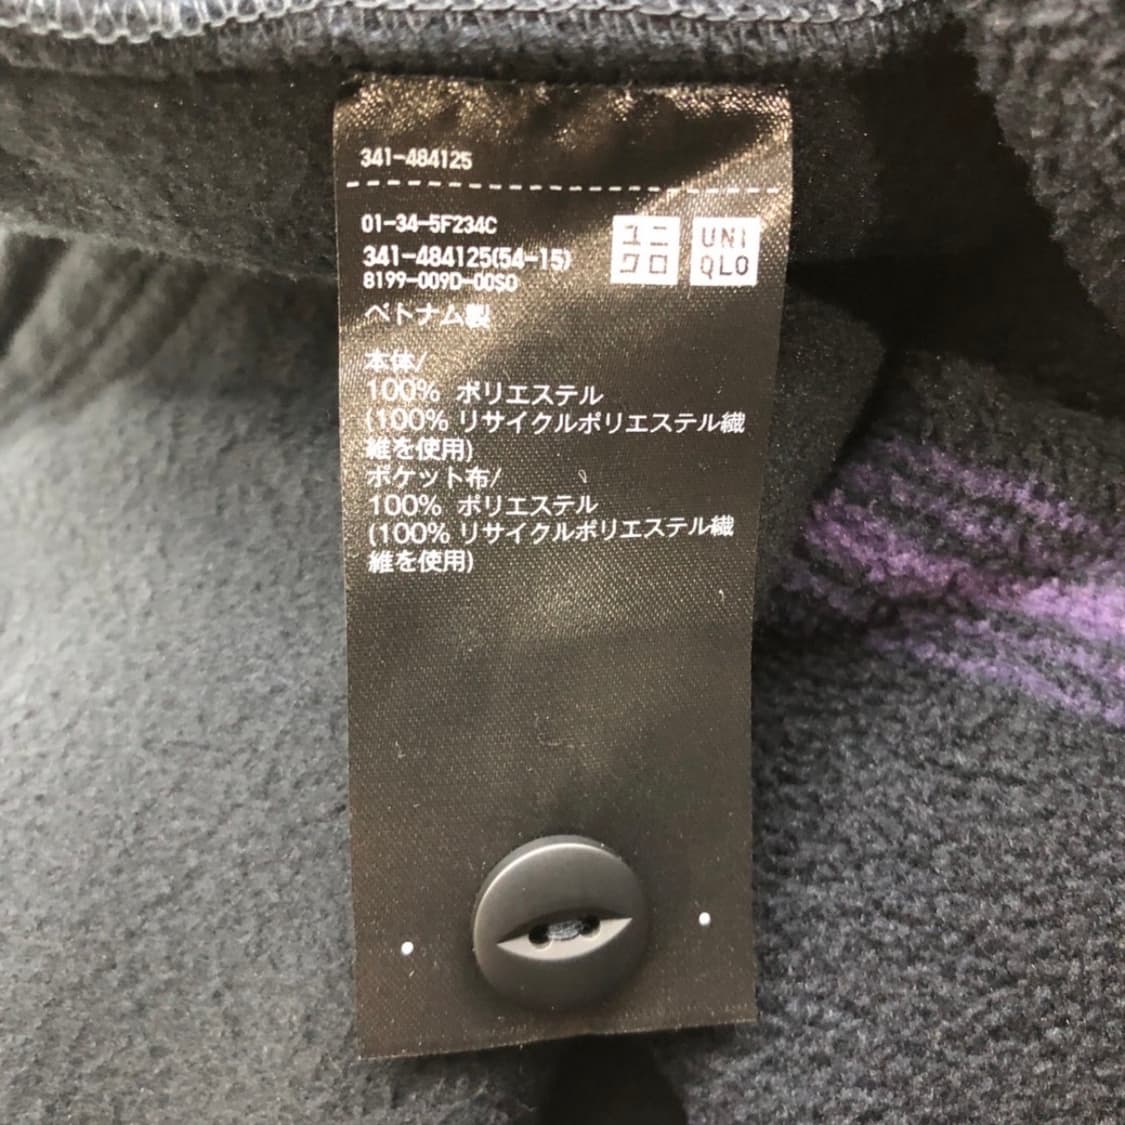 341-484125
01-34-5F234C
341-484125(54-15)
8199-009D-00SO
ユニ
クロ
UNI
QLO
ベトナム製
本体/
100% ポリエステル
(100% リサイクルポリエステル繊
維を使用)
ポケット布/
100% ポリエステル
(100% リサイクルポリエステル繊
維を使用)